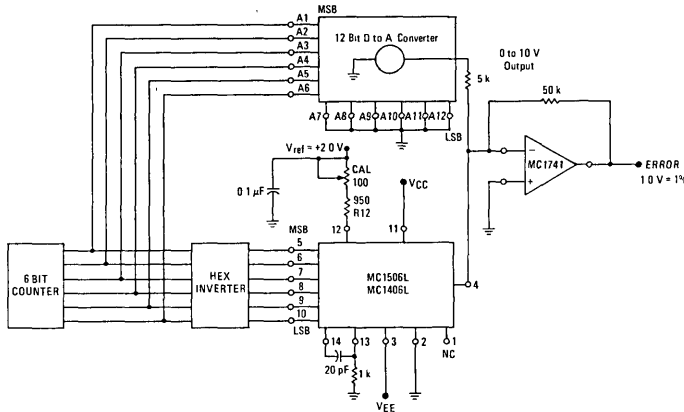 MSB
A1
A2
A3
A4
A5
A6
12 Bit D to A Converter
0 to 10 V
Output
5 k
50 k
A7 A8 A9 A10 A11 A12
LSB
Vref = +2 0 V
CAL
100
0 1 µF
950
R12
VCC
MC1741
−
+
ERROR
1 0 V = 1%
MSB
12
11
5
6
7
8
9
10
LSB
6 BIT
COUNTER
HEX
INVERTER
MC1506L
MC1406L
4
14 13 3 2 1
NC
20 pF
1 k
VEE